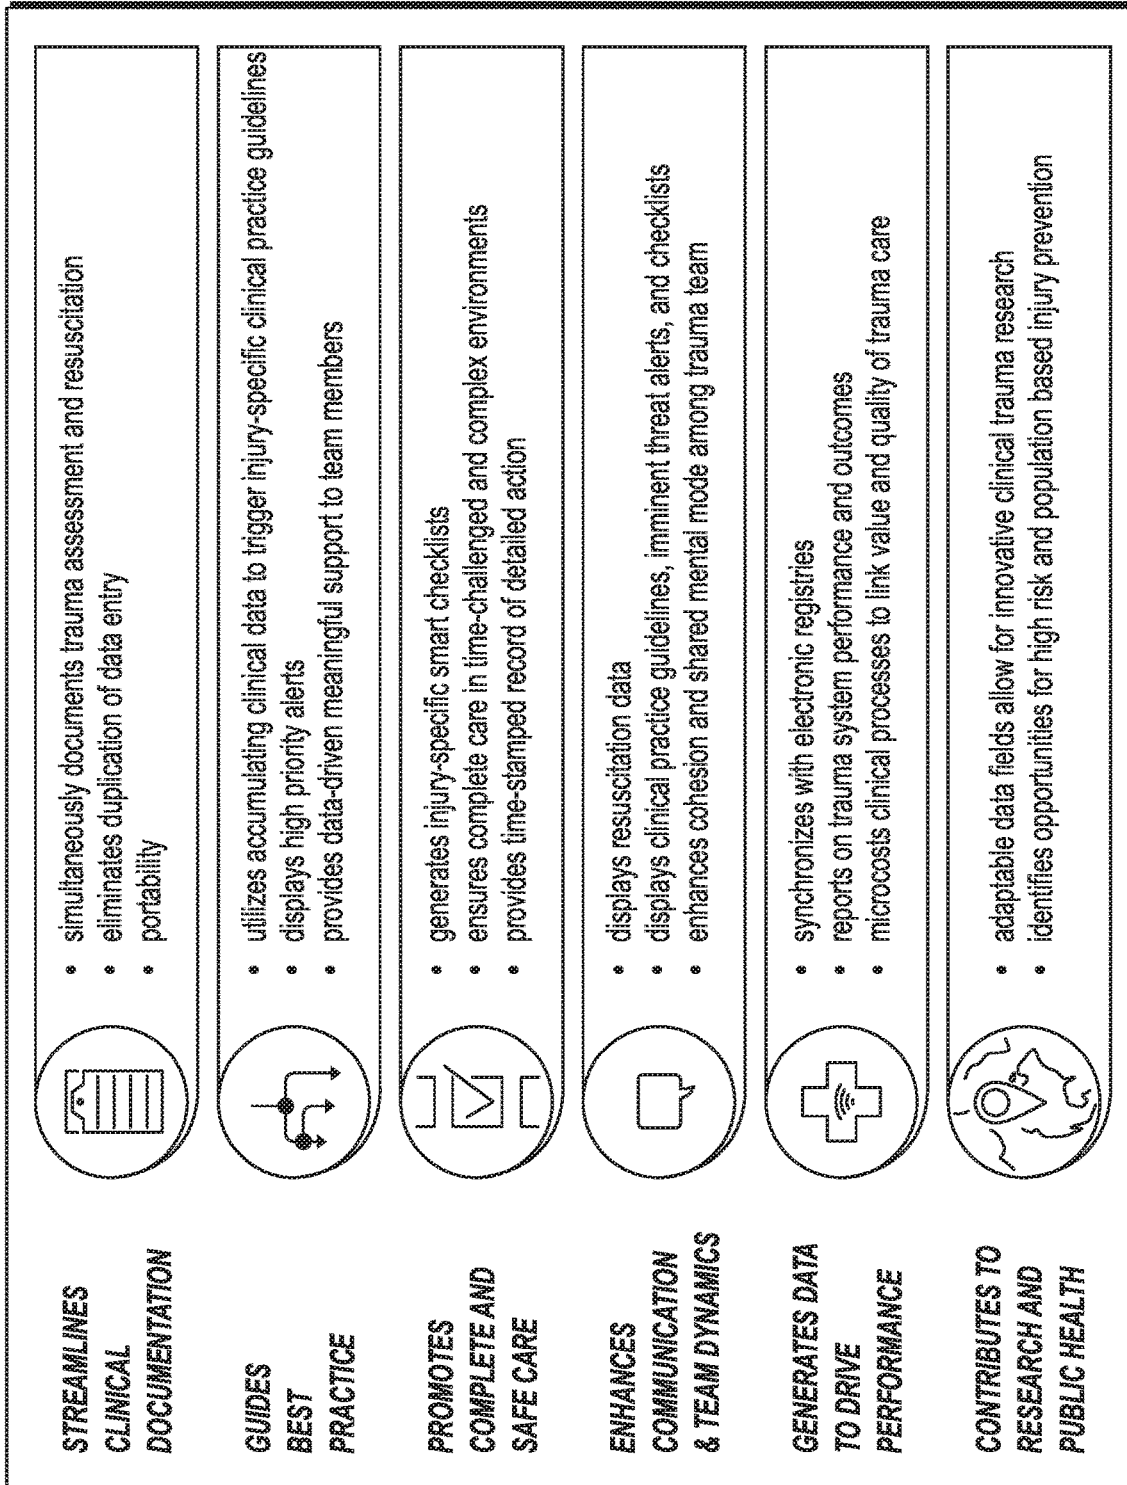 STREAMLINES
CLINICAL
DOCUMENTATION
• simultaneously documents trauma assessment and resuscitation
• eliminates duplication of data entry
• portability
GUIDES
BEST
PRACTICE
• utilizes accumulating clinical data to trigger injury-specific clinical practice guidelines
• displays high priority alerts
• provides data-driven meaningful support to team members
PROMOTES
COMPLETE AND
SAFE CARE
• generates injury-specific smart checklists
• ensures complete care in time-challenged and complex environments
• provides time-stamped record of detailed action
ENHANCES
COMMUNICATION
& TEAM DYNAMICS
• displays resuscitation data
• displays clinical practice guidelines, imminent threat alerts, and checklists
• enhances cohesion and shared mental mode among trauma team
GENERATES DATA
TO DRIVE
PERFORMANCE
• synchronizes with electronic registries
• reports on trauma system performance and outcomes
• microcosts clinical processes to link value and quality of trauma care
CONTRIBUTES TO
RESEARCH AND
PUBLIC HEALTH
• adaptable data fields allow for innovative clinical trauma research
• identifies opportunities for high risk and population based injury prevention